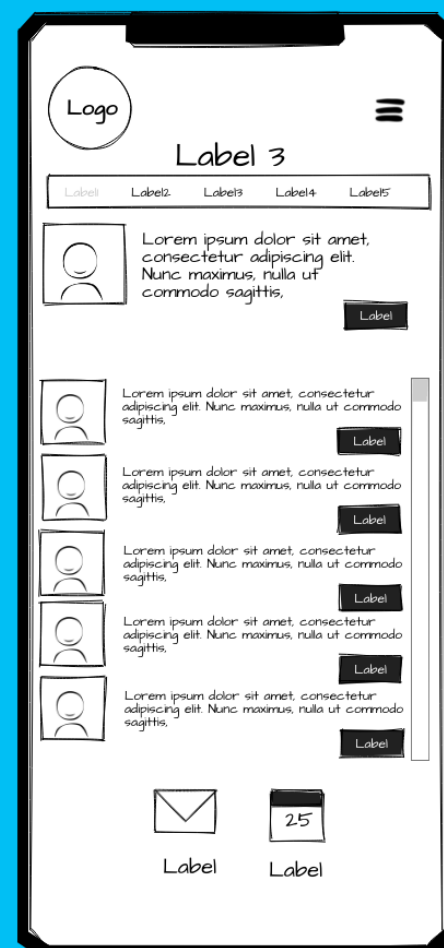 Logo
Label 3
Label1 Label2 Label3 Label4 Label5
Lorem ipsum dolor sit amet,
consectetur adipiscing elit.
Nunc maximus, nulla ut
commodo sagittis,
Label
Lorem ipsum dolor sit amet, consectetur
adipiscing elit. Nunc maximus, nulla ut commodo
sagittis,
Label
Lorem ipsum dolor sit amet, consectetur
adipiscing elit. Nunc maximus, nulla ut commodo
sagittis,
Label
Lorem ipsum dolor sit amet, consectetur
adipiscing elit. Nunc maximus, nulla ut commodo
sagittis,
Label
Lorem ipsum dolor sit amet, consectetur
adipiscing elit. Nunc maximus, nulla ut commodo
sagittis,
Label
Lorem ipsum dolor sit amet, consectetur
adipiscing elit. Nunc maximus, nulla ut commodo
sagittis,
Label
25
Label Label